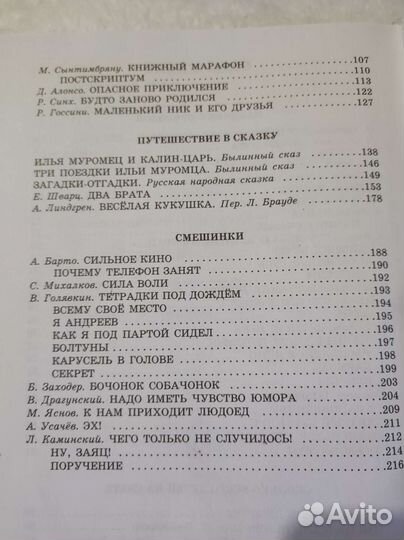 М. Сынтимбряну. КНИЖНЫЙ МАРАФОН 107
ПОСТСКРИПТУМ 110
Д. Алонсо. ОПАСНОЕ ПРИКЛЮЧЕНИЕ 113
Р. Синх. БУДТО ЗАНОВО РОДИЛСЯ 122
Р. Госсини. МАЛЕНЬКИЙ НИК И ЕГО ДРУЗЬЯ 127
ПУТЕШЕСТВИЕ В СКАЗКУ
ИЛЬЯ МУРОМЕЦ И КАЛИН-ЦАРЬ. Былинный сказ 138
ТРИ ПОЕЗДКИ ИЛЬИ МУРОМЦА. Былинный сказ 146
ЗАГАДКИ-ОТГАДКИ. Русская народная сказка 149
Е. Шварц. ДВА БРАТА 153
А. Линдгрен. ВЕСЁЛАЯ КУКУШКА. Пер. Л. Брауде 178
СМЕШИНКИ
А. Барто. СИЛЬНОЕ КИНО 188
ПОЧЕМУ ТЕЛЕФОН ЗАНЯТ 190
С. Михалков. СИЛА ВОЛИ 192
В. Голявкин. ТЕТРАДКИ ПОД ДОЖДЁМ 193
ВСЕМУ СВОЁ МЕСТО 194
Я АНДРЕЕВ 195
КАК Я ПОД ПАРТОЙ СИДЕЛ 196
БОЛТУНЫ 197
КАРУСЕЛЬ В ГОЛОВЕ 198
СЕКРЕТ 199
Б. Заходер. БОЧОНОК СОБАЧОНОК 203
В. Драгунский. НАДО ИМЕТЬ ЧУВСТВО ЮМОРА 204
М. Яснов. К НАМ ПРИХОДИТ ЛЮДОЕД 209
А. Усачёв. ЭХ! 211
Л. Каминский. ЧЕГО ТОЛЬКО НЕ СЛУЧИЛОСЬ! 212
НУ, ЗАЯЦ! 214
ПОРУЧЕНИЕ 216
Avito